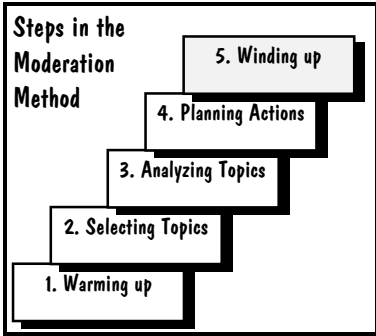 Steps in the
Moderation
Method
5. Winding up
4. Planning Actions
3. Analyzing Topics
2. Selecting Topics
1. Warming up